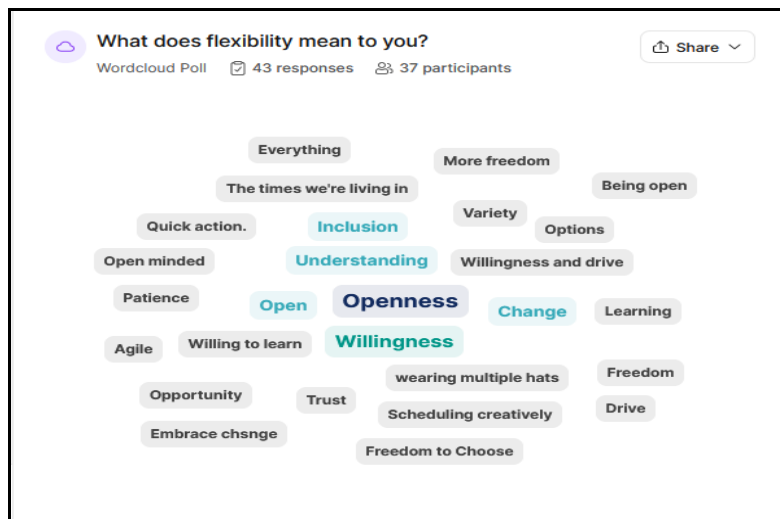 What does flexibility mean to you?
Share
Wordcloud Poll 43 responses 37 participants
Everything
More freedom
The times we're living in
Being open
Variety
Quick action.
Inclusion
Options
Open minded
Understanding
Willingness and drive
Patience
Open
Openness
Change
Learning
Agile
Willing to learn
Willingness
wearing multiple hats
Freedom
Opportunity
Trust
Scheduling creatively
Drive
Embrace chsnge
Freedom to Choose